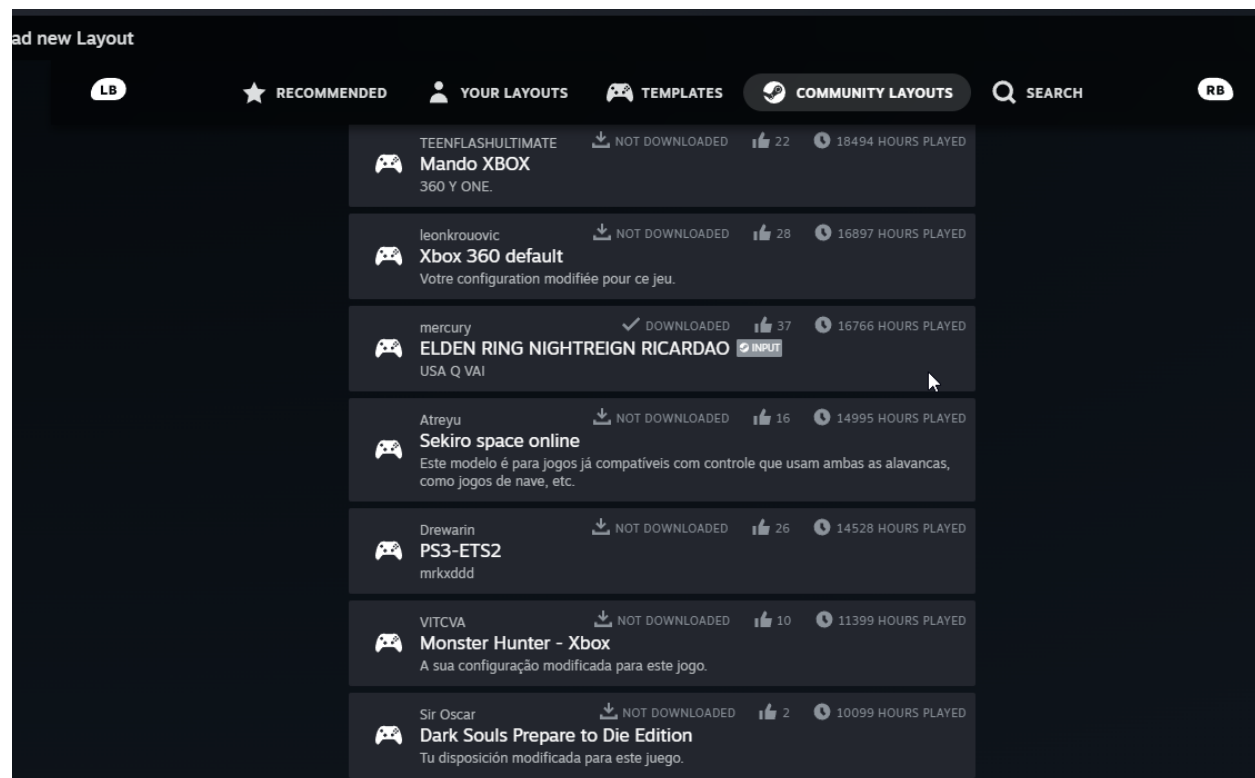 ad new Layout
LB
RECOMMENDED
YOUR LAYOUTS
TEMPLATES
COMMUNITY LAYOUTS
SEARCH
RB
TEENFLASHULTIMATE
NOT DOWNLOADED
22
18494 HOURS PLAYED
Mando XBOX
360 Y ONE.
leonkrouovic
NOT DOWNLOADED
28
16897 HOURS PLAYED
Xbox 360 default
Votre configuration modifiée pour ce jeu.
mercury
DOWNLOADED
37
16766 HOURS PLAYED
ELDEN RING NIGHTREIGN RICARDAO
INPUT
USA Q VAI
Atreyu
NOT DOWNLOADED
16
14995 HOURS PLAYED
Sekiro space online
Este modelo é para jogos já compatíveis com controle que usam ambas as alavancas,
como jogos de nave, etc.
Drewarin
NOT DOWNLOADED
26
14528 HOURS PLAYED
PS3-ETS2
mrkxddd
VITCVA
NOT DOWNLOADED
10
11399 HOURS PLAYED
Monster Hunter - Xbox
A sua configuração modificada para este jogo.
Sir Oscar
NOT DOWNLOADED
2
10099 HOURS PLAYED
Dark Souls Prepare to Die Edition
Tu disposición modificada para este juego.